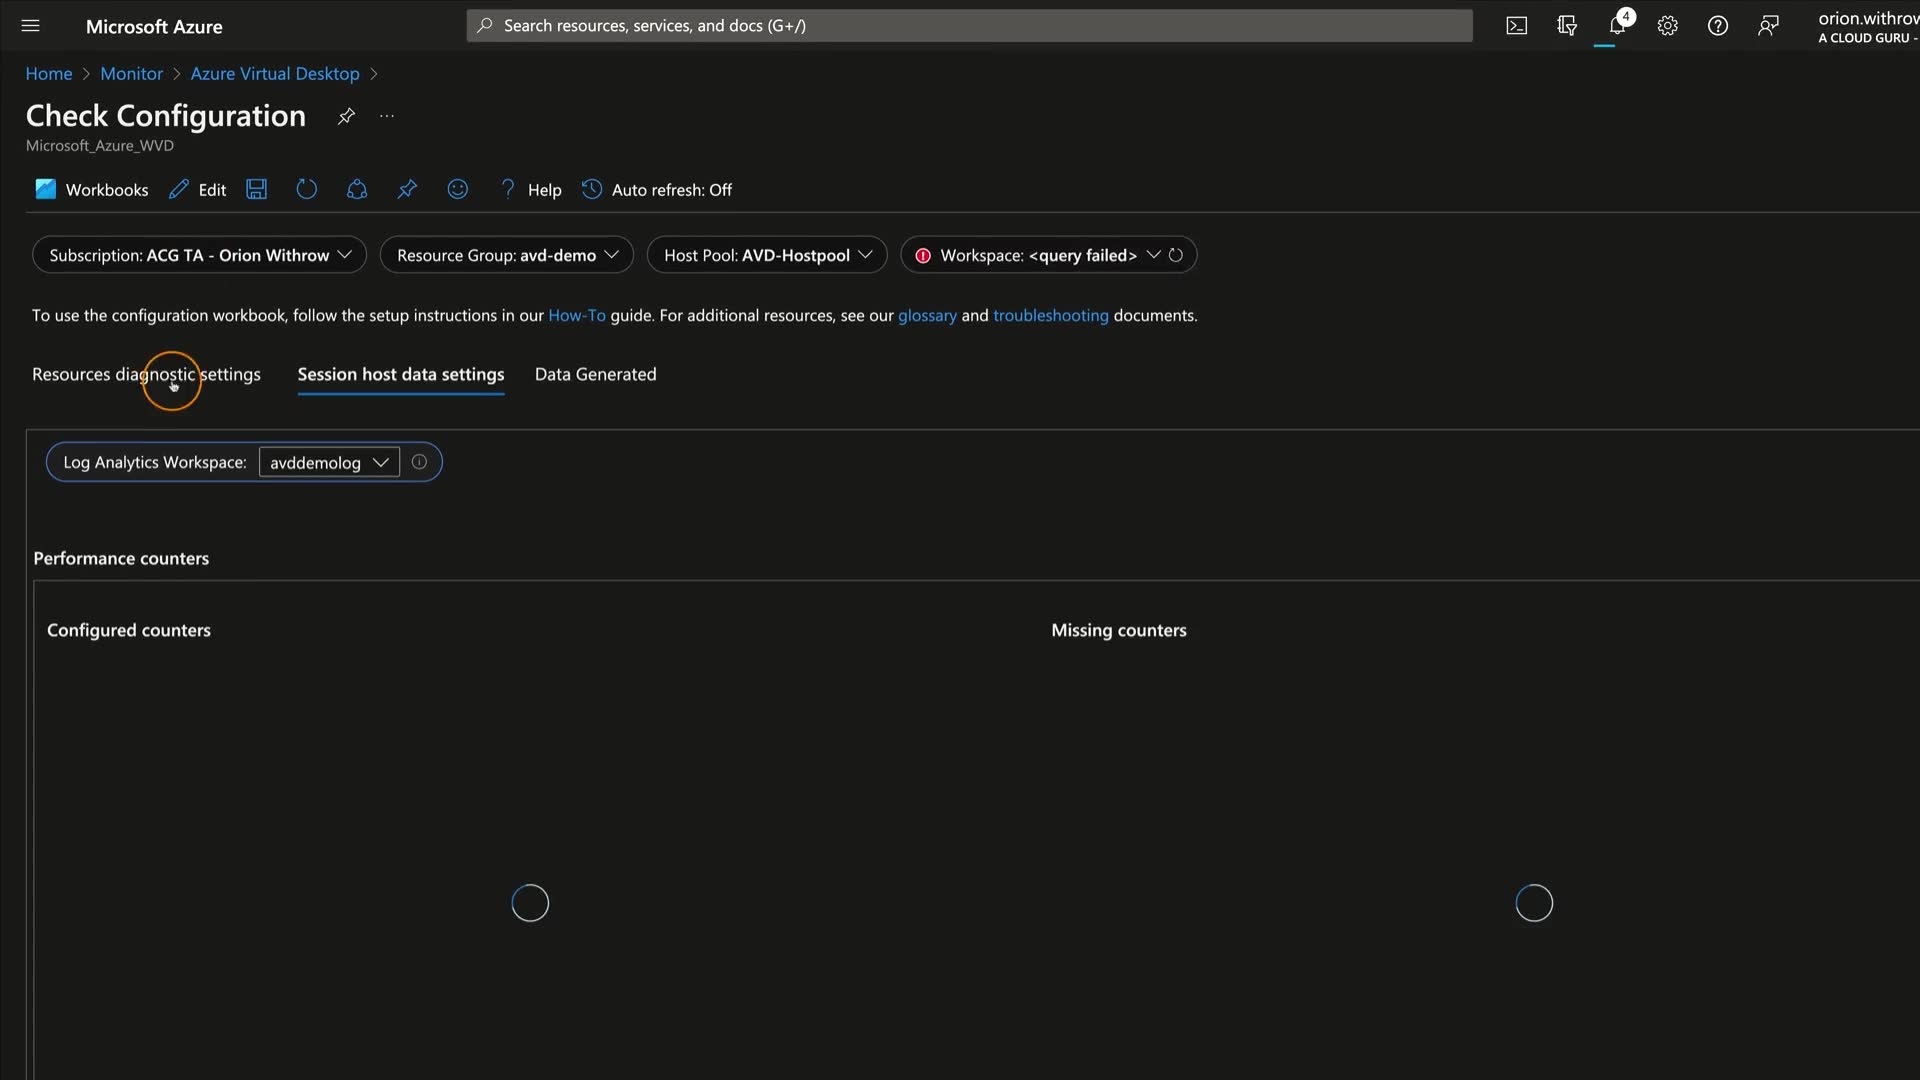 Microsoft Azure
Search resources, services, and docs (G+/)
4
orion.withrow
A CLOUD GURU -
Home > Monitor > Azure Virtual Desktop >
Check Configuration
Microsoft_Azure_WVD
Workbooks Edit Help Auto refresh: Off
Subscription: ACG TA - Orion Withrow Resource Group: avd-demo Host Pool: AVD-Hostpool Workspace: <query failed>
To use the configuration workbook, follow the setup instructions in our How-To guide. For additional resources, see our glossary and troubleshooting documents.
Resources diagnostic settings Session host data settings Data Generated
Log Analytics Workspace: avddemolog
Performance counters
Configured counters Missing counters